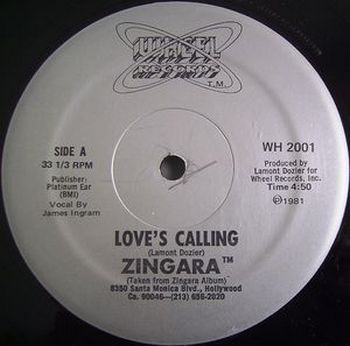 WHEEL
RECORDS
T.M.
SIDE A
33 1/3 RPM
Publisher:
Platinum Ear
(BMI)
Vocal By
James Ingram
WH 2001
Produced by
Lamont Dozier for
Wheel Records, Inc.
Time 4:50
℗1981
LOVE'S CALLING
(Lamont Dozier)
ZINGARA™
(Taken from Zingara Album)
8350 Santa Monica Blvd., Hollywood
Ca. 90046—(213) 656-2020